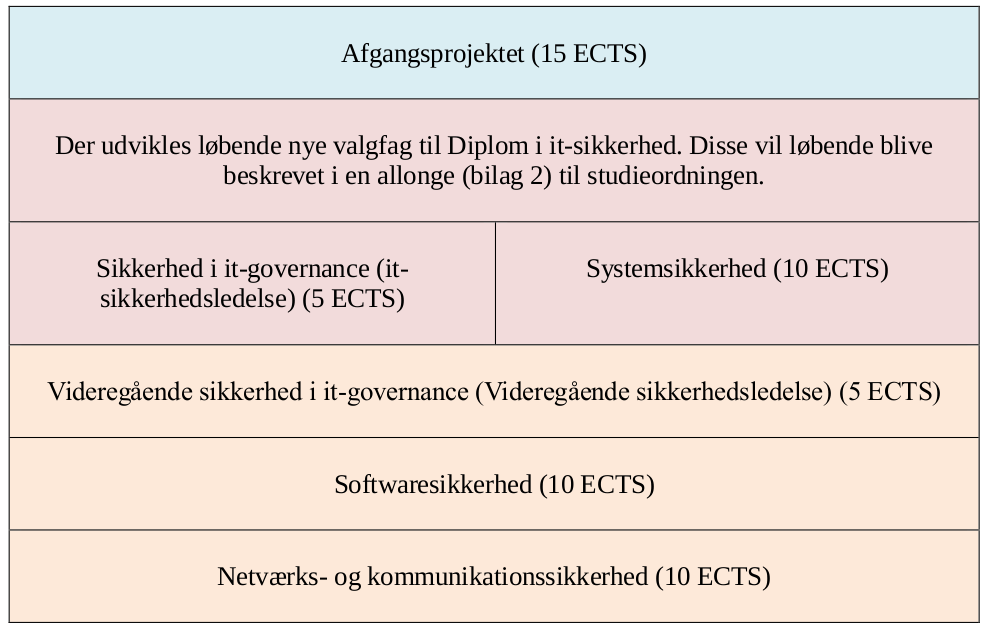 Afgangsprojektet (15 ECTS)
Der udvikles løbende nye valgfag til Diplom i it-sikkerhed. Disse vil løbende blive
beskrevet i en allonge (bilag 2) til studieordningen.
Sikkerhed i it-governance (it-
sikkerhedsledelse) (5 ECTS)
Systemsikkerhed (10 ECTS)
Videregående sikkerhed i it-governance (Videregående sikkerhedsledelse) (5 ECTS)
Softwaresikkerhed (10 ECTS)
Netværks- og kommunikationssikkerhed (10 ECTS)